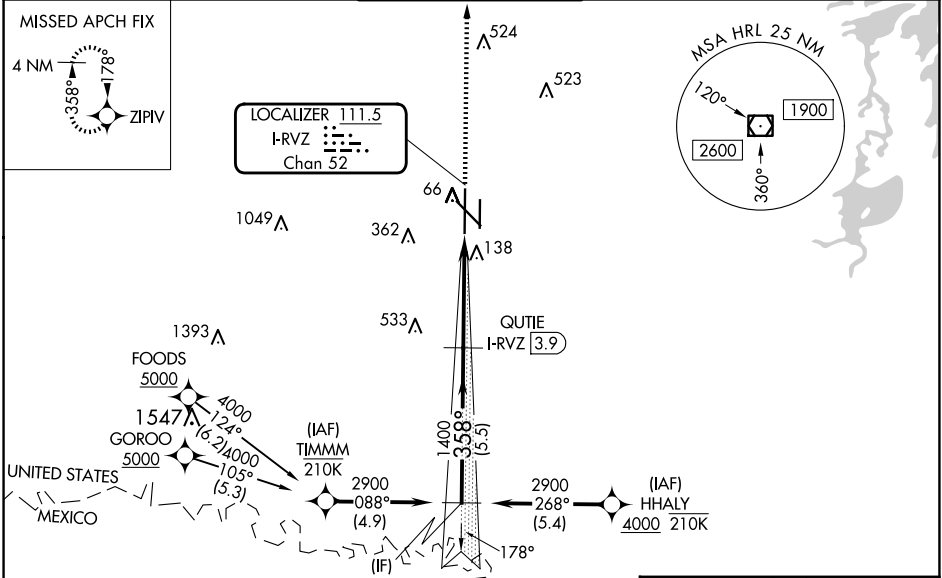 MISSED APCH FIX
4 NM
358°
178°
ZIPIV
524
523
LOCALIZER 111.5
I-RVZ
Chan 52
MSA HRL 25 NM
120°
1900
2600
360°
66
1049
362
138
533
QUTIE
I-RVZ 3.9
1393
FOODS
5000
4000
124°
(6.2)
1547
GOROO
5000
4000
105°
(5.3)
(IAF)
TIMMM
210K
1400
358°
(5.5)
UNITED STATES
MEXICO
2900
088°
(4.9)
2900
268°
(5.4)
(IAF)
HHALY
4000 210K
178°
(IF)